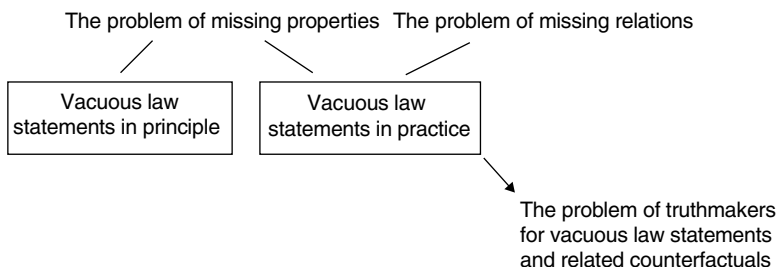 The problem of missing properties The problem of missing relations
Vacuous law
statements in principle
Vacuous law
statements in practice
The problem of truthmakers
for vacuous law statements
and related counterfactuals